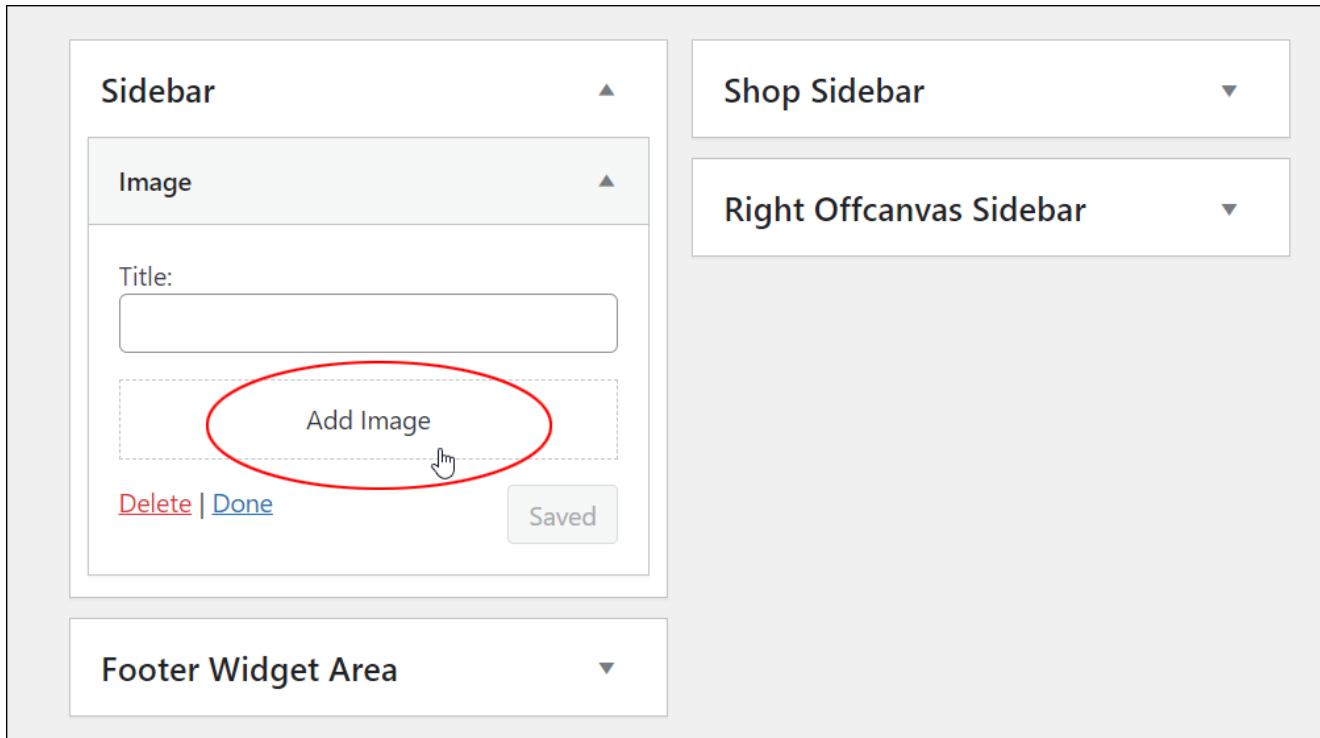 Sidebar
Image
Title:
Add Image
Delete | Done
Saved
Footer Widget Area
Shop Sidebar
Right Offcanvas Sidebar